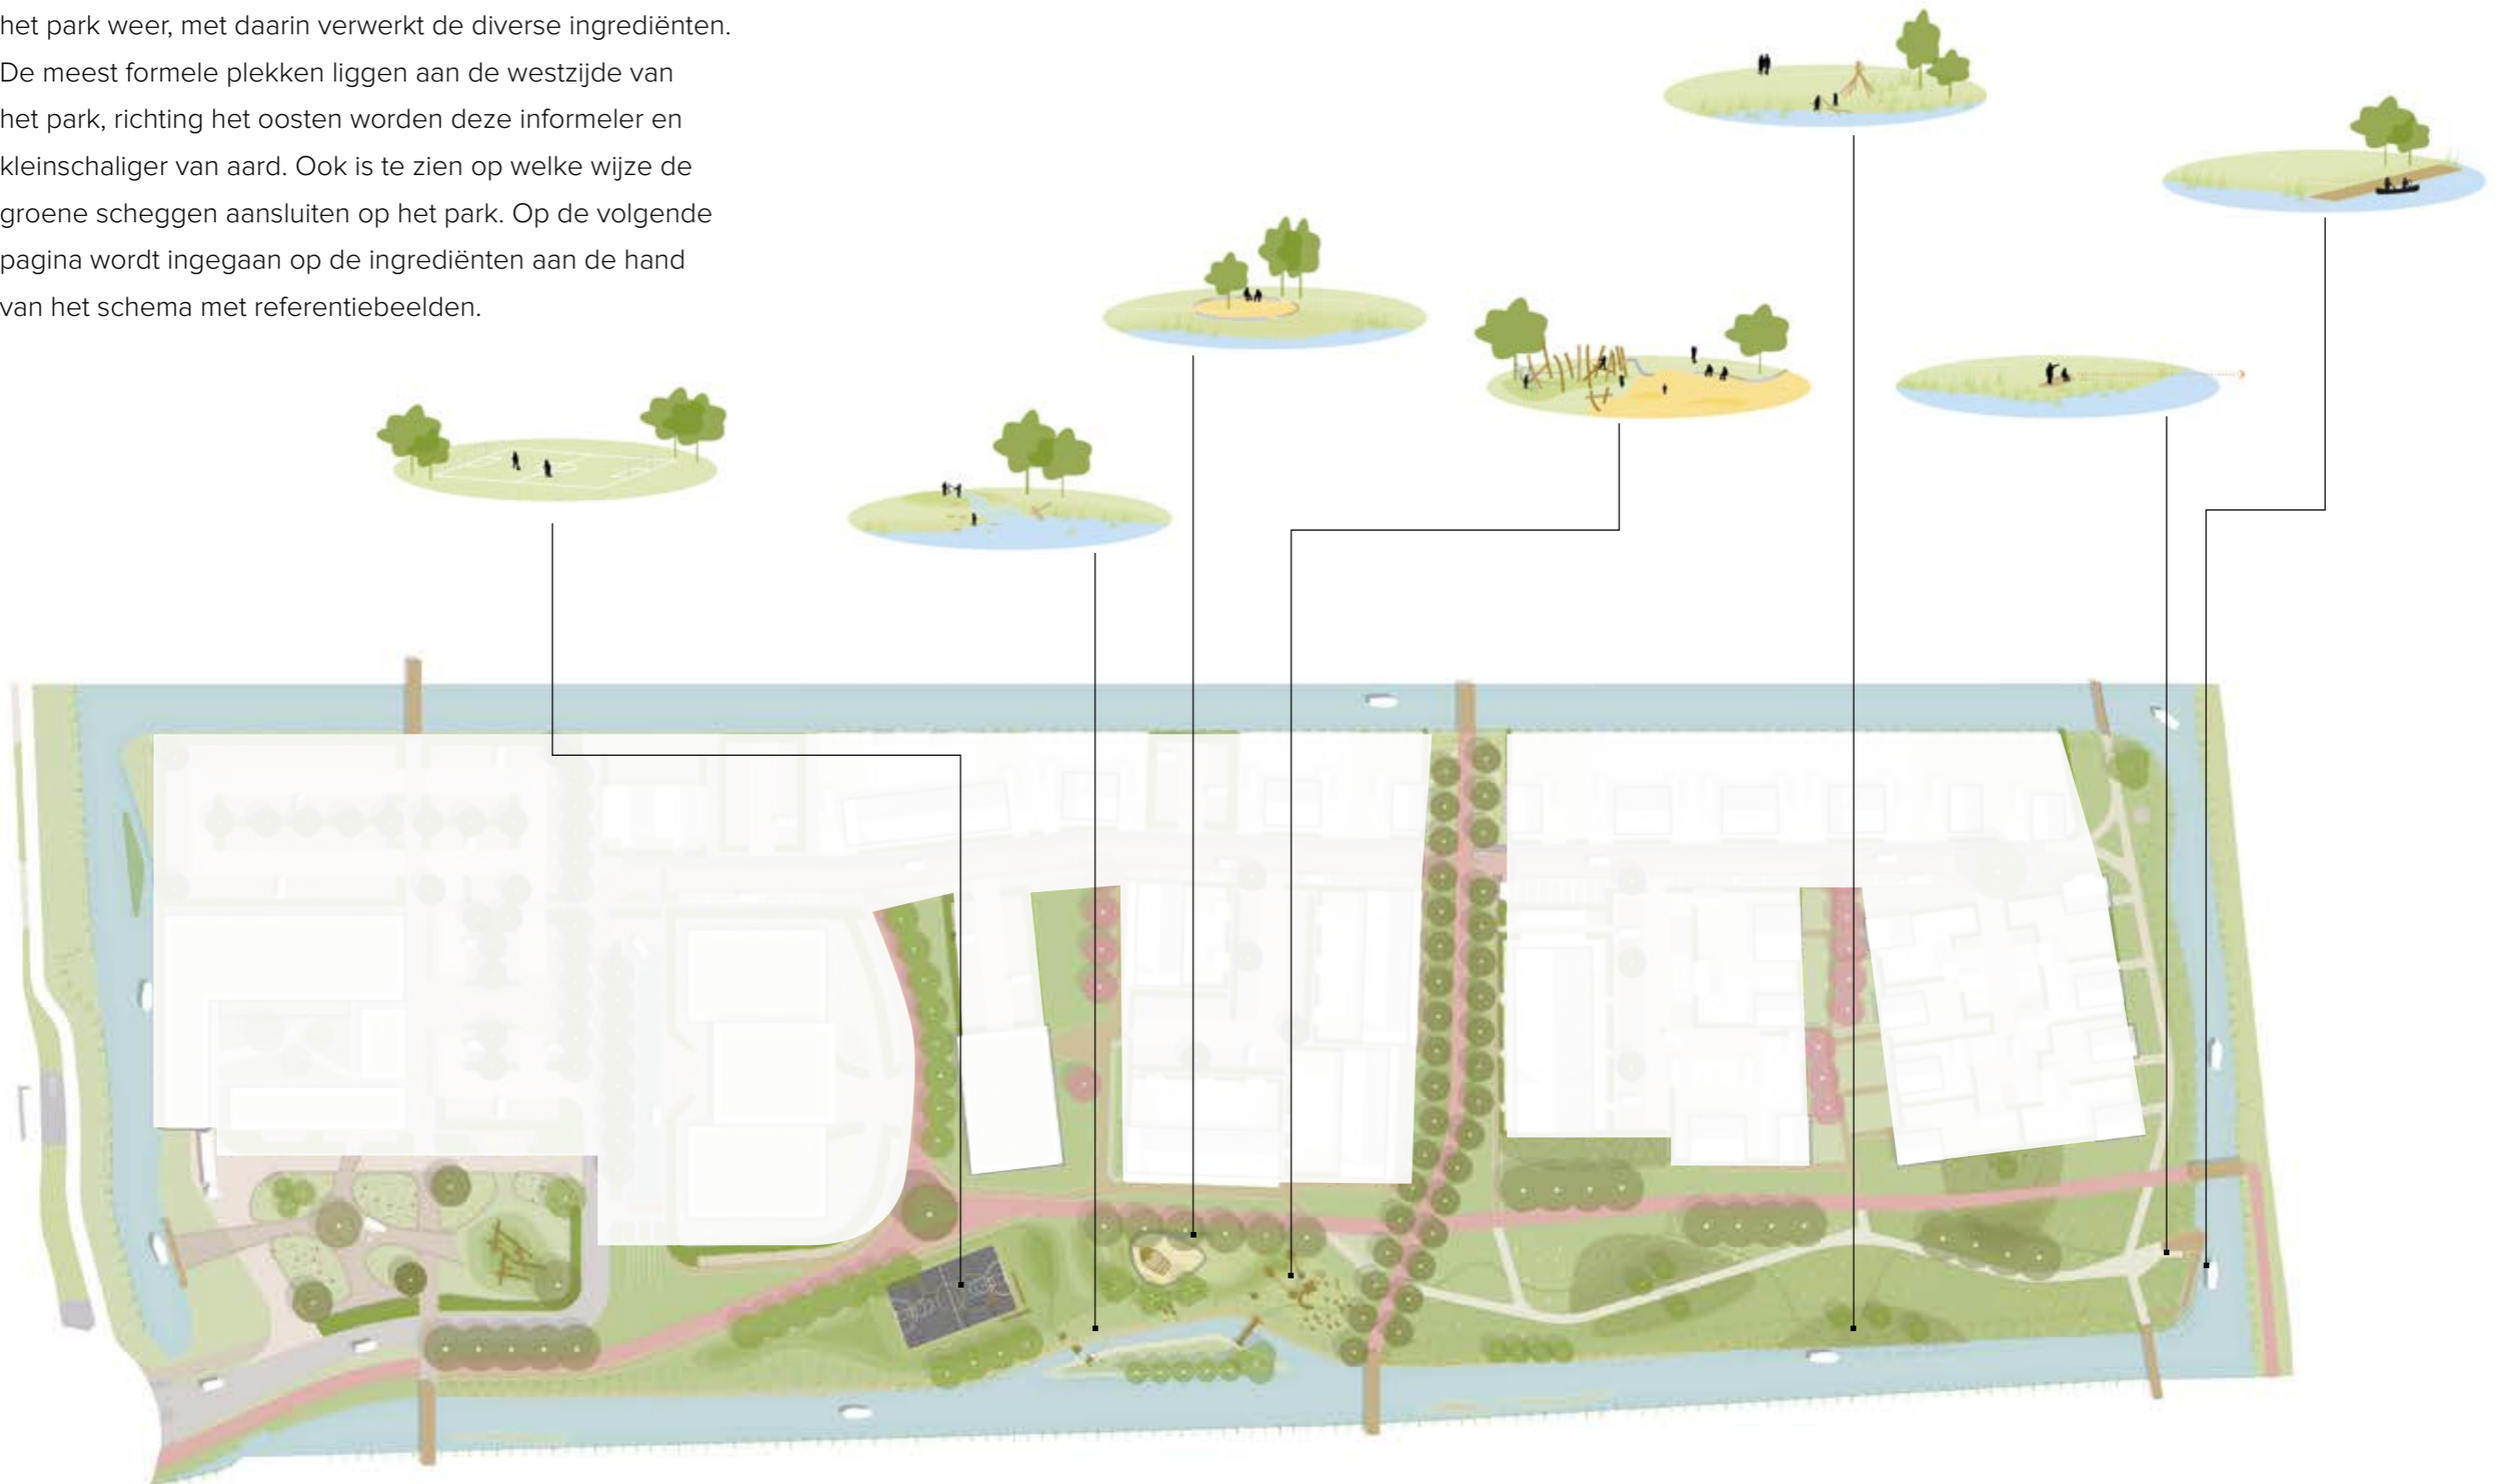 het park weer, met daarin verwerkt de diverse ingrediënten.
De meest formele plekken liggen aan de westzijde van
het park, richting het oosten worden deze informeler en
kleinschaliger van aard. Ook is te zien op welke wijze de
groene scheggen aansluiten op het park. Op de volgende
pagina wordt ingegaan op de ingrediënten aan de hand
van het schema met referentiebeelden.